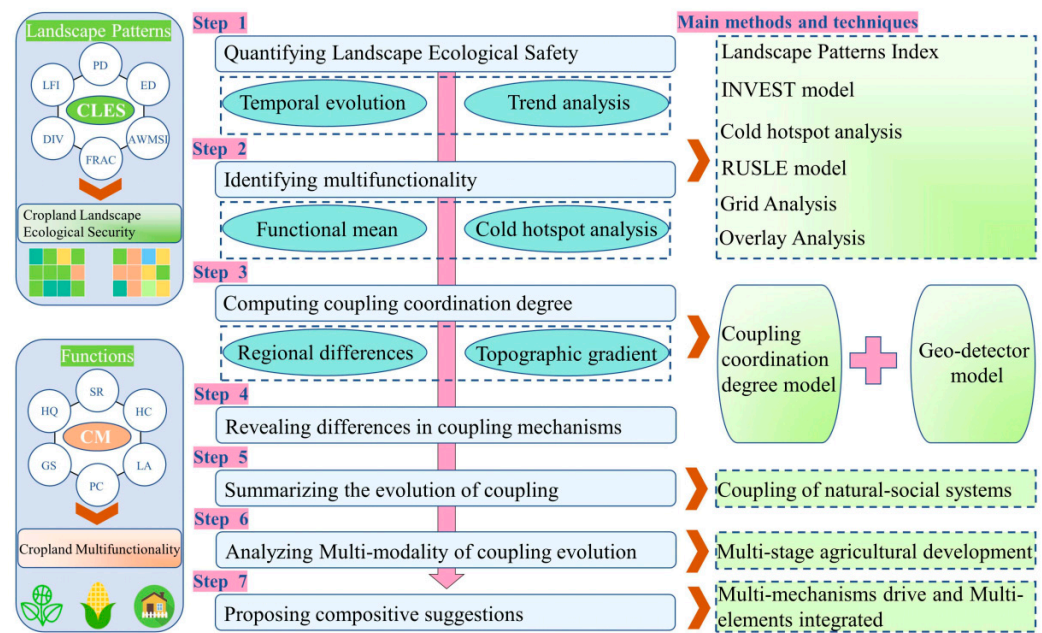 Landscape Patterns
PD
LFI
ED
CLES
DIV
AWMSI
FRAC
Cropland Landscape
Ecological Security
Functions
SR
HQ
HC
CM
GS
LA
PC
Cropland Multifunctionality
Step 1
Quantifying Landscape Ecological Safety
Temporal evolution
Trend analysis
Step 2
Identifying multifunctionality
Functional mean
Cold hotspot analysis
Step 3
Computing coupling coordination degree
Regional differences
Topographic gradient
Step 4
Revealing differences in coupling mechanisms
Step 5
Summarizing the evolution of coupling
Step 6
Analyzing Multi-modality of coupling evolution
Step 7
Proposing compositive suggestions
Main methods and techniques
Landscape Patterns Index
INVEST model
Cold hotspot analysis
RUSLE model
Grid Analysis
Overlay Analysis
Coupling
coordination
degree model
Geo-detector
model
Coupling of natural-social systems
Multi-stage agricultural development
Multi-mechanisms drive and Multi-
elements integrated